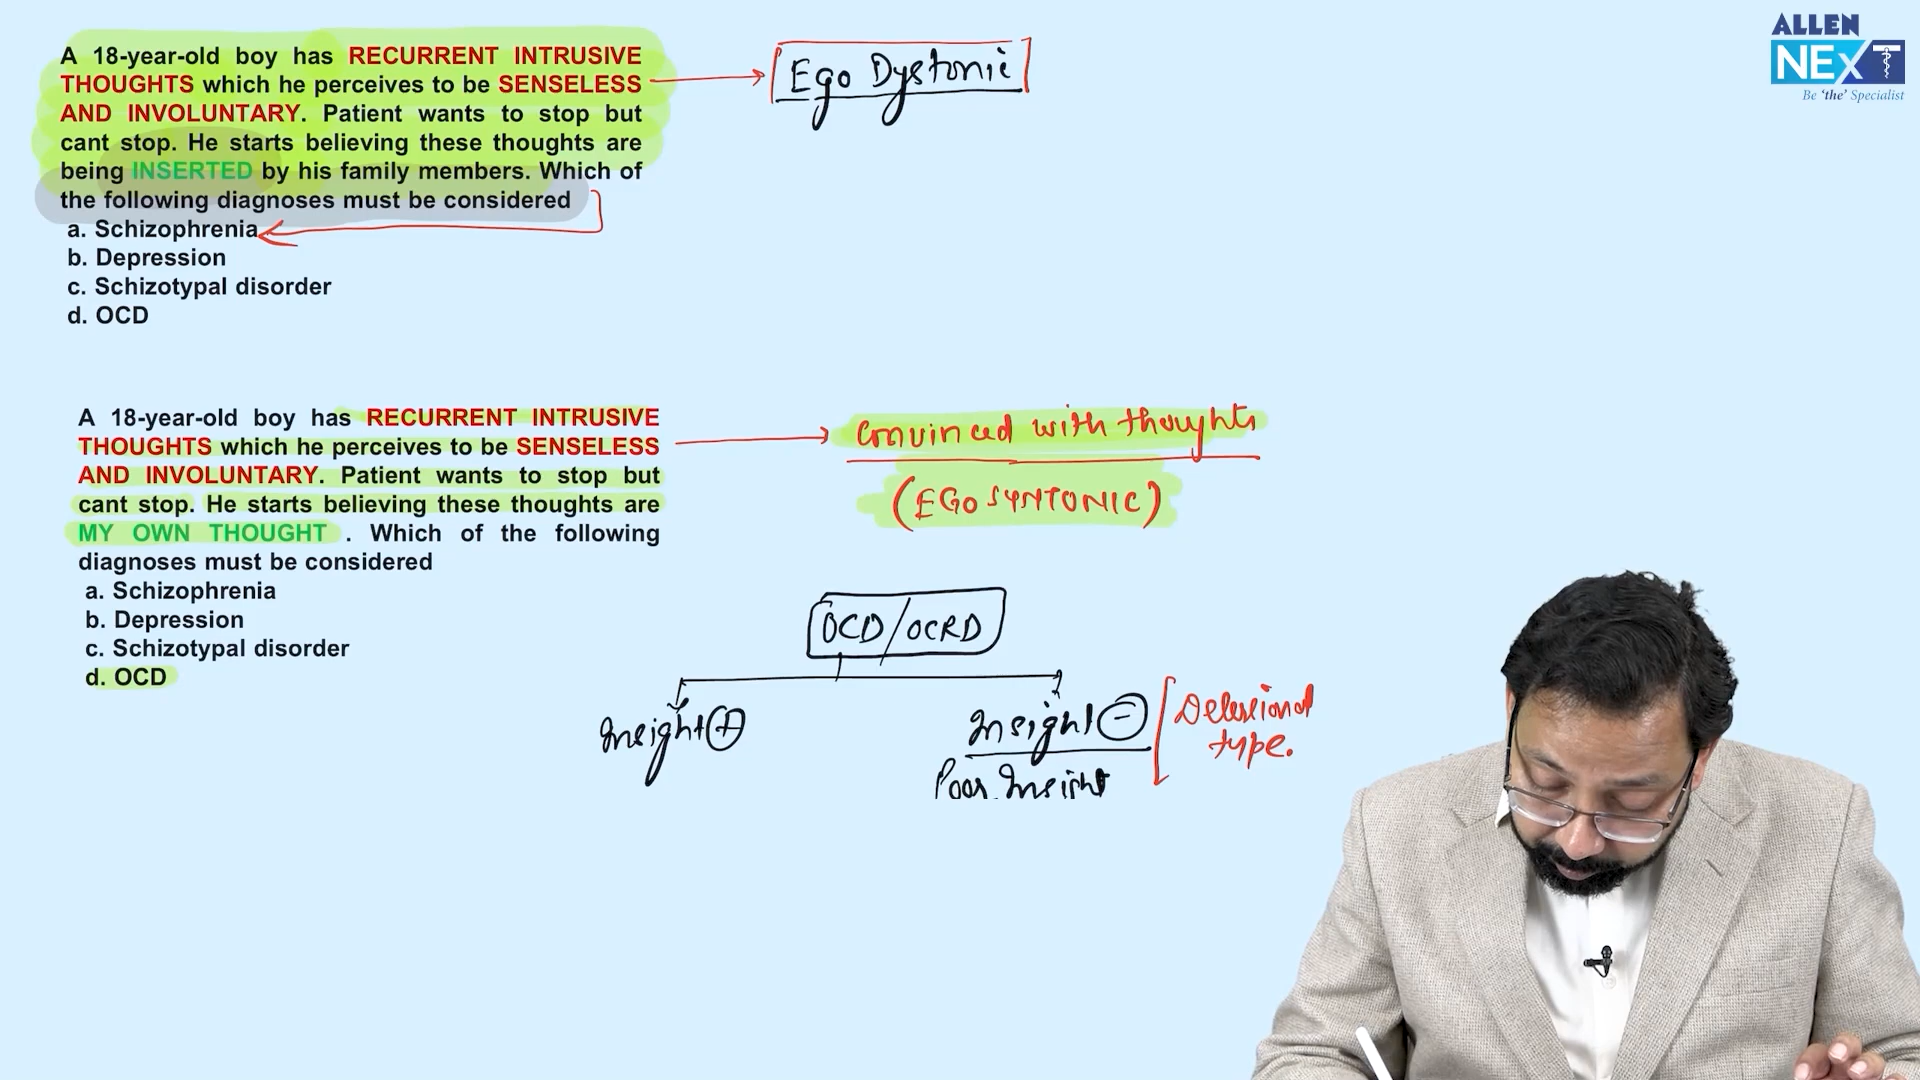 A 18-year-old boy has RECURRENT INTRUSIVE
THOUGHTS which he perceives to be SENSELESS
AND INVOLUNTARY. Patient wants to stop but
cant stop. He starts believing these thoughts are
being INSERTED by his family members. Which of
the following diagnoses must be considered
a. Schizophrenia
b. Depression
c. Schizotypal disorder
d. OCD
Ego Dystonic
ALLEN
NEXT
Be 'the' Specialist
A 18-year-old boy has RECURRENT INTRUSIVE
THOUGHTS which he perceives to be SENSELESS
AND INVOLUNTARY. Patient wants to stop but
cant stop. He starts believing these thoughts are
MY OWN THOUGHT . Which of the following
diagnoses must be considered
a. Schizophrenia
b. Depression
c. Schizotypal disorder
d. OCD
Convinced with thoughts
(EGO SYNTONIC)
OCD/OCRD
Insight +
Insight -
Poor Insight
Delusional
type.